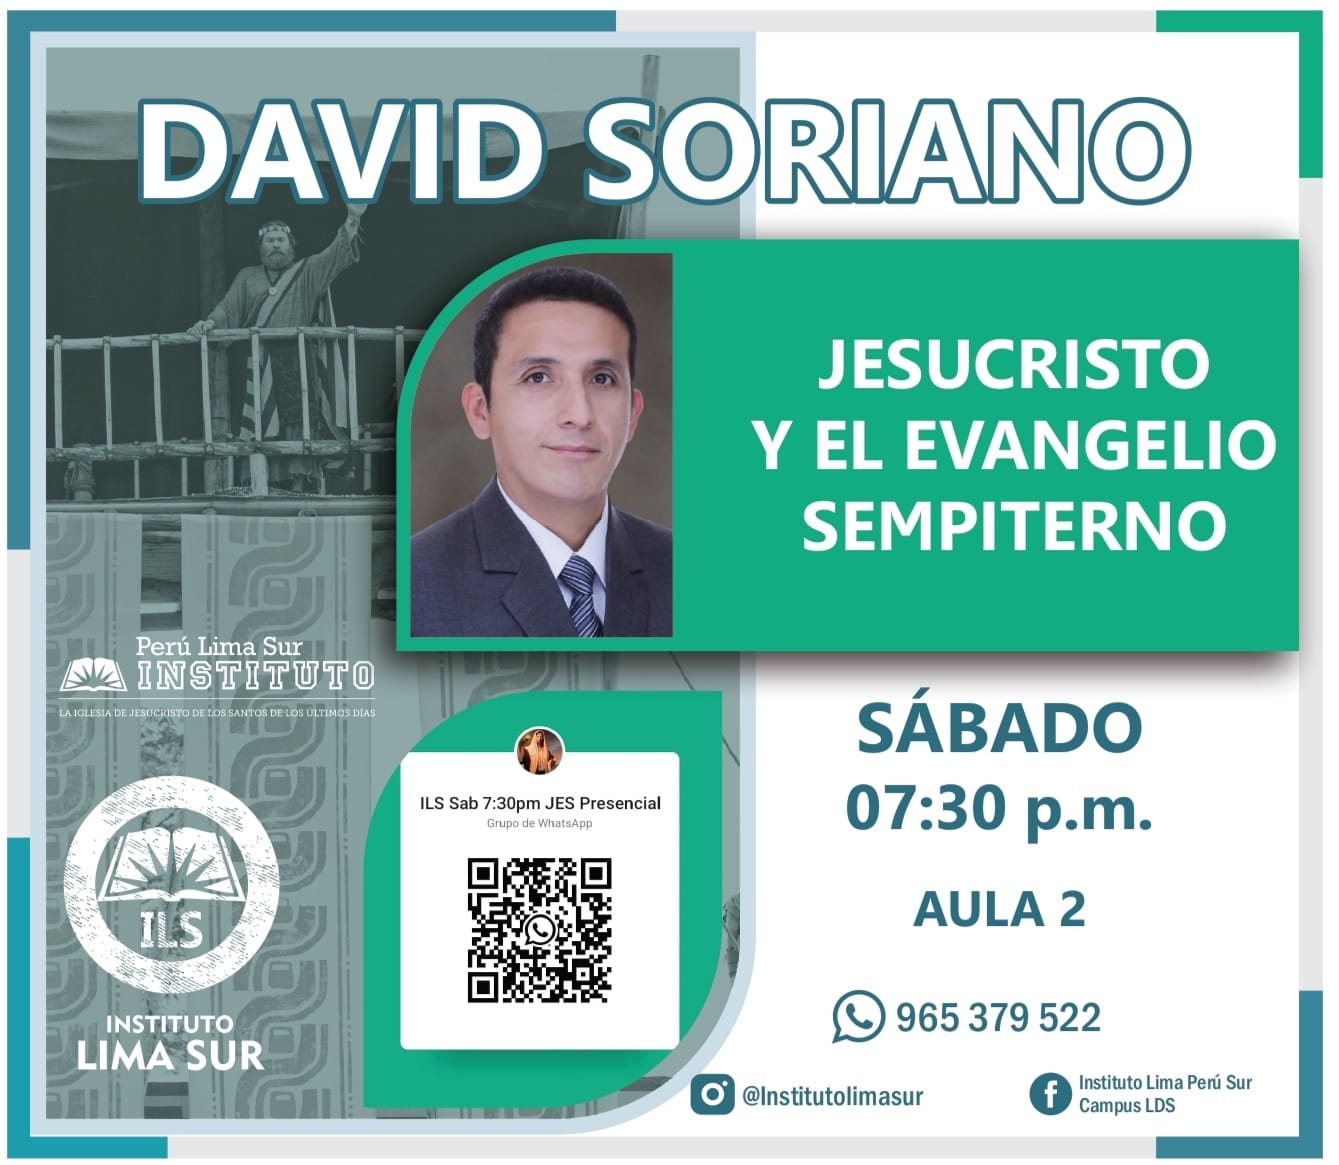 DAVID SORIANO
JESUCRISTO
Y EL EVANGELIO
SEMPITERNO
Perú Lima Sur
INSTITUTO
LA IGLESIA DE JESUCRISTO DE LOS SANTOS DE LOS ÚLTIMOS DÍAS
ILS
INSTITUTO
LIMA SUR
ILS Sab 7:30pm JES Presencial
Grupo de WhatsApp
SÁBADO
07:30 p.m.
AULA 2
965 379 522
@Institutolimasur
Instituto Lima Perú Sur
Campus LDS